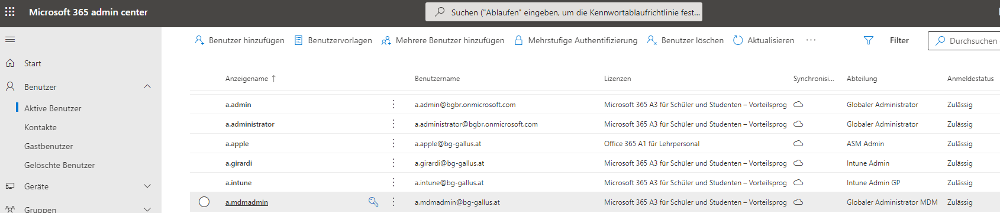 Microsoft 365 admin center
Suchen ("Ablaufen" eingeben, um die Kennwortablaufrichtlinie fest...
Benutzer hinzufügen Benutzervorlagen Mehrere Benutzer hinzufügen Mehrstufige Authentifizierung Benutzer löschen Aktualisieren ... Filter Durchsuchen
Start
Benutzer
Aktive Benutzer
Kontakte
Gastbenutzer
Gelöschte Benutzer
Geräte
Gruppen
Anzeigename ↑ Benutzername Lizenzen Synchronisi... Abteilung Anmeldestatus
a.admin a.admin@bgbr.onmicrosoft.com Microsoft 365 A3 für Schüler und Studenten – Vorteilsprog Globaler Administrator Zulässig
a.administrator a.administrator@bgbr.onmicrosoft.com Microsoft 365 A3 für Schüler und Studenten – Vorteilsprog Globaler Administrator Zulässig
a.apple a.apple@bg-gallus.at Office 365 A1 für Lehrpersonal ASM Admin Zulässig
a.girardi a.girardi@bg-gallus.at Microsoft 365 A3 für Schüler und Studenten – Vorteilsprog Intune Admin Zulässig
a.intune a.intune@bg-gallus.at Microsoft 365 A3 für Schüler und Studenten – Vorteilsprog Intune Admin GP Zulässig
a.mdmadmin a.mdmadmin@bg-gallus.at Microsoft 365 A3 für Schüler und Studenten – Vorteilsprog Globaler Administrator MDM Zulässig